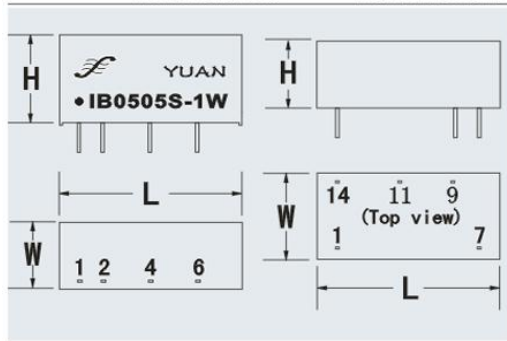 H
YUAN
IB0505S-1W
L
W
1 2 4 6
H
W
14 11 9
(Top view)
1 7
L